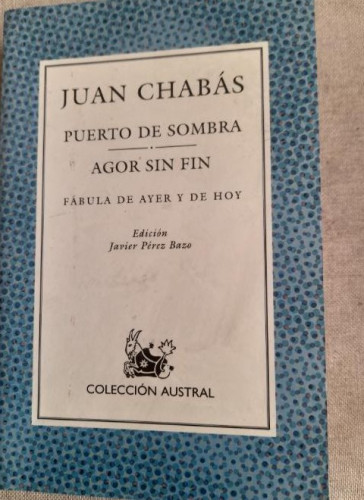 JUAN CHABÁS
PUERTO DE SOMBRA
AGOR SIN FIN
FÁBULA DE AYER Y DE HOY
Edición
Javier Pérez Bazo
COLECCIÓN AUSTRAL